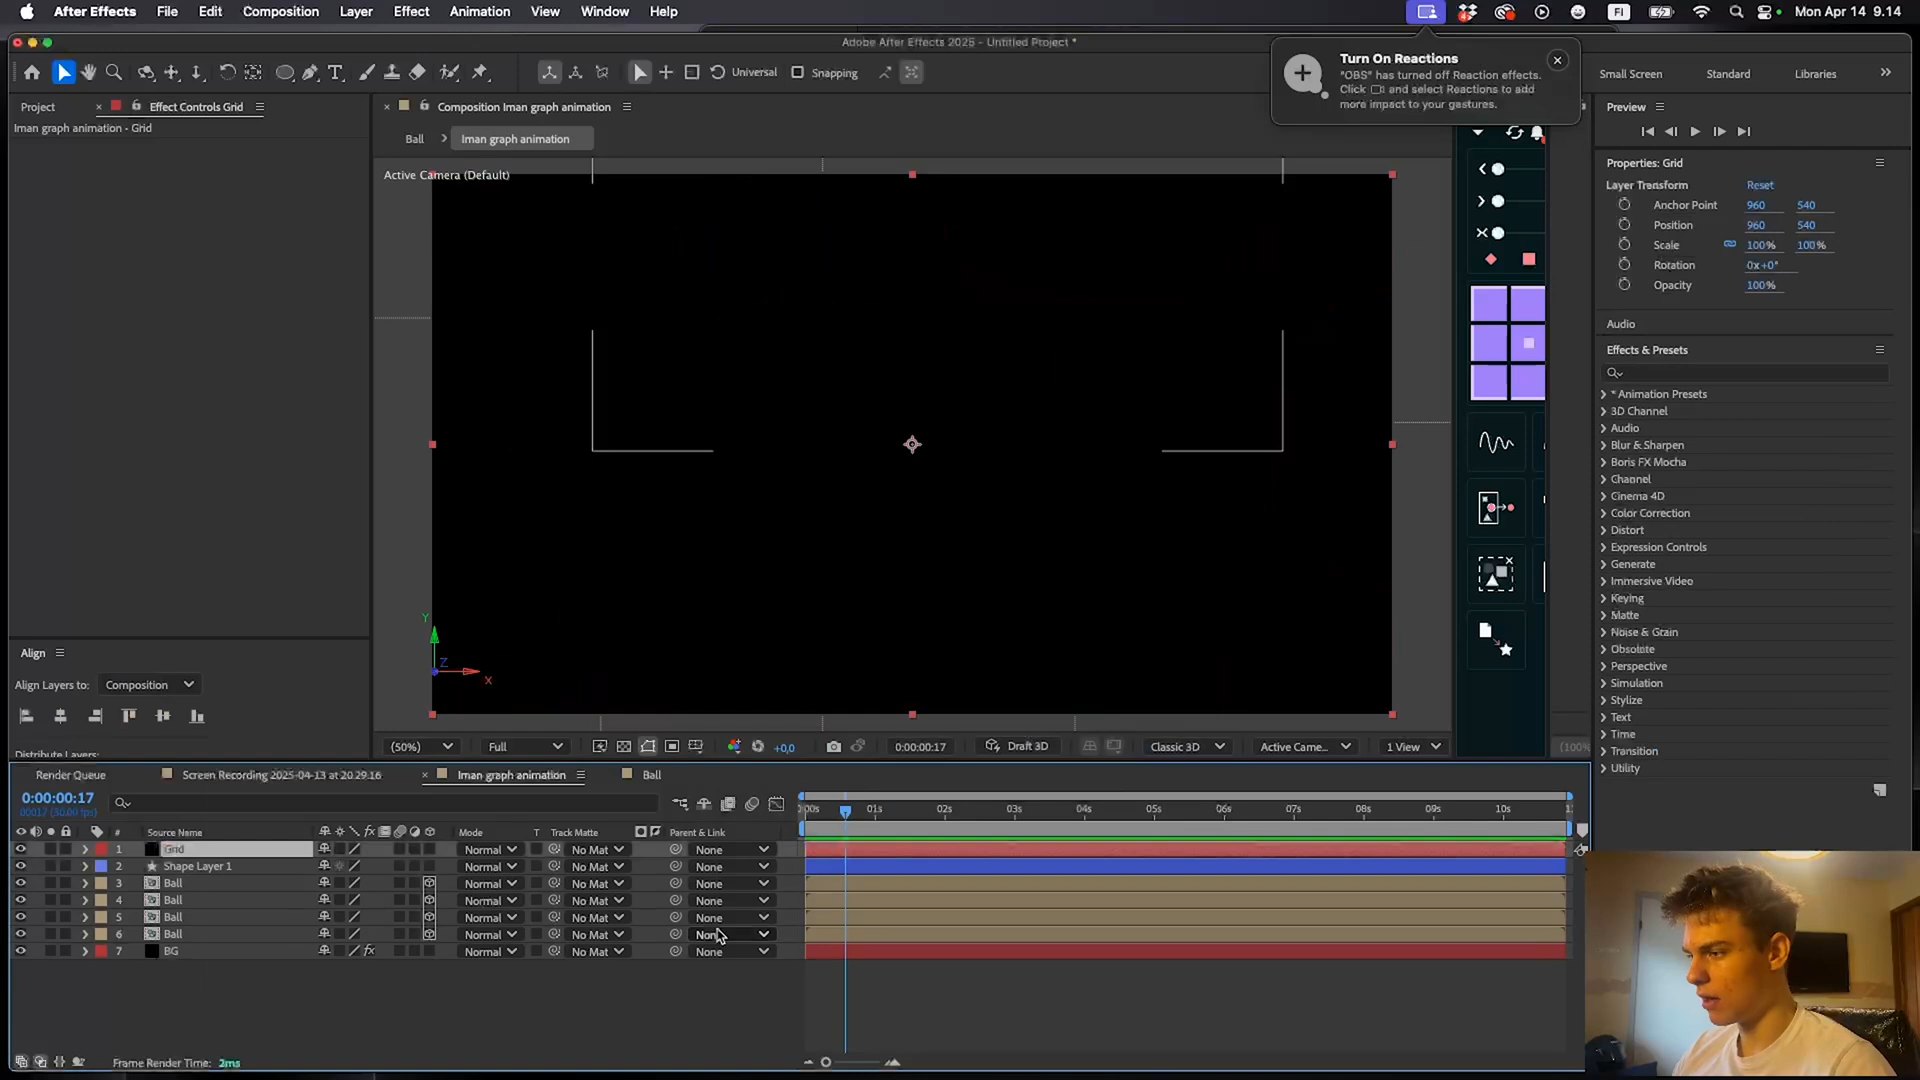 After Effects File Edit Composition Layer Effect Animation View Window Help FI Mon Apr 14 9.14
Adobe After Effects 2025 - Untitled Project *
Turn On Reactions
"OBS" has turned off Reaction effects.
Click and select Reactions to add
more impact to your gestures.
Universal Snapping Small Screen Standard Libraries
Project Effect Controls Grid Composition Iman graph animation Preview
Iman graph animation - Grid
Ball Iman graph animation
Active Camera (Default)
Properties: Grid
Layer Transform Reset
Anchor Point 960 540
Position 960 540
Scale 100% 100%
Rotation 0x+0°
Opacity 100%
Audio
Effects & Presets
* Animation Presets
3D Channel
Audio
Blur & Sharpen
Boris FX Mocha
Channel
Cinema 4D
Color Correction
Distort
Expression Controls
Generate
Immersive Video
Keying
Matte
Noise & Grain
Obsolete
Perspective
Simulation
Stylize
Text
Time
Transition
Utility
Y
Z
X
Align
Align Layers to: Composition
Distribute Layers:
(50%) Full +0,0 0:00:00:17 Draft 3D Classic 3D Active Came... 1 View (100%
Render Queue Screen Recording 2025-04-13 at 20.29.16 Iman graph animation Ball
0:00:00:17
00017 (30.00 fps)
:00s 01s 02s 03s 04s 05s 06s 07s 08s 09s 10s
# Source Name Mode T Track Matte Parent & Link
1 Grid Normal No Mat None
2 Shape Layer 1 Normal No Mat None
3 Ball Normal No Mat None
4 Ball Normal No Mat None
5 Ball Normal No Mat None
6 Ball Normal No Mat None
7 BG Normal No Mat None
Frame Render Time: 2ms